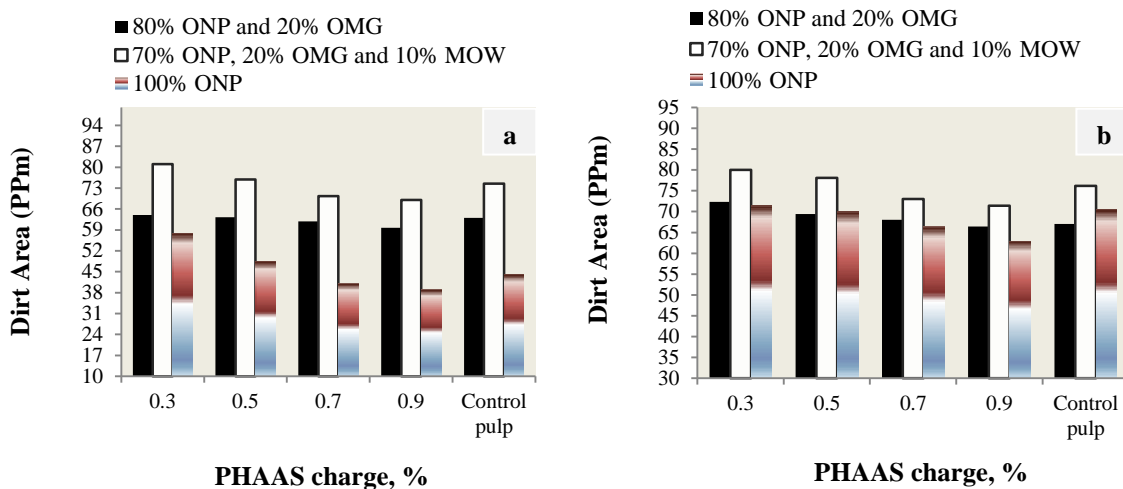 80% ONP and 20% OMG
70% ONP, 20% OMG and 10% MOW
100% ONP
a
Dirt Area (PPm)
94
87
80
73
66
59
52
45
38
31
24
17
10
0.3 0.5 0.7 0.9 Control
pulp
PHAAS charge, %
80% ONP and 20% OMG
70% ONP, 20% OMG and 10% MOW
100% ONP
b
Dirt Area (PPm)
95
90
85
80
75
70
65
60
55
50
45
40
35
30
0.3 0.5 0.7 0.9 Control
pulp
PHAAS charge, %